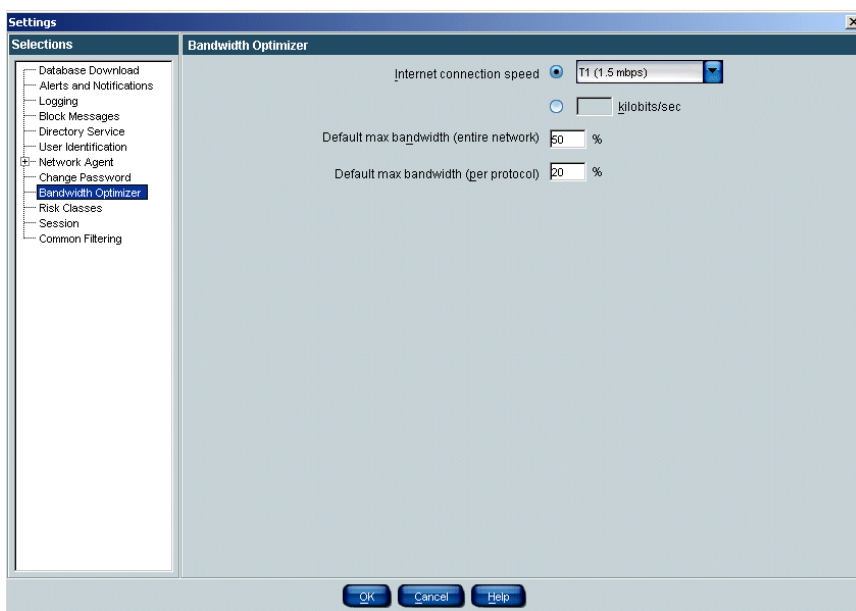 Settings
Selections
Database Download
Alerts and Notifications
Logging
Block Messages
Directory Service
User Identification
Network Agent
Change Password
Bandwidth Optimizer
Risk Classes
Session
Common Filtering
Bandwidth Optimizer
Internet connection speed T1 (1.5 mbps)
kilobits/sec
Default max bandwidth (entire network) 50 %
Default max bandwidth (per protocol) 20 %
OK Cancel Help